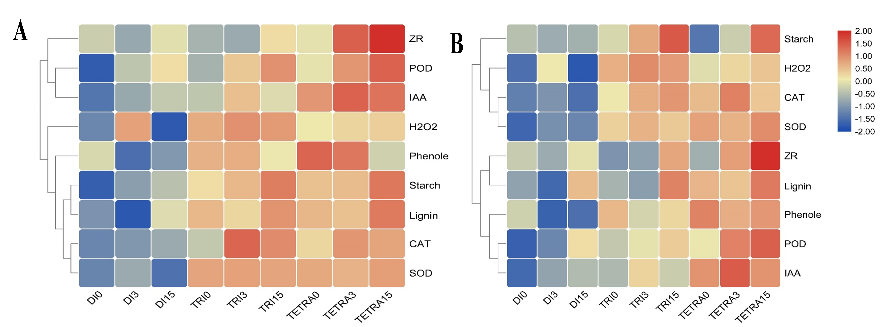 A
ZR
POD
IAA
H2O2
Phenole
Starch
Lignin
CAT
SOD
DI0 DI3 DI15 TRI0 TRI3 TRI15 TETRA0 TETRA3 TETRA15
B
Starch
H2O2
CAT
SOD
ZR
Lignin
Phenole
POD
IAA
DI0 DI3 DI15 TRI0 TRI3 TRI15 TETRA0 TETRA3 TETRA15
2.00
1.50
0.50
0.00
-0.50
-1.00
-1.50
-2.00